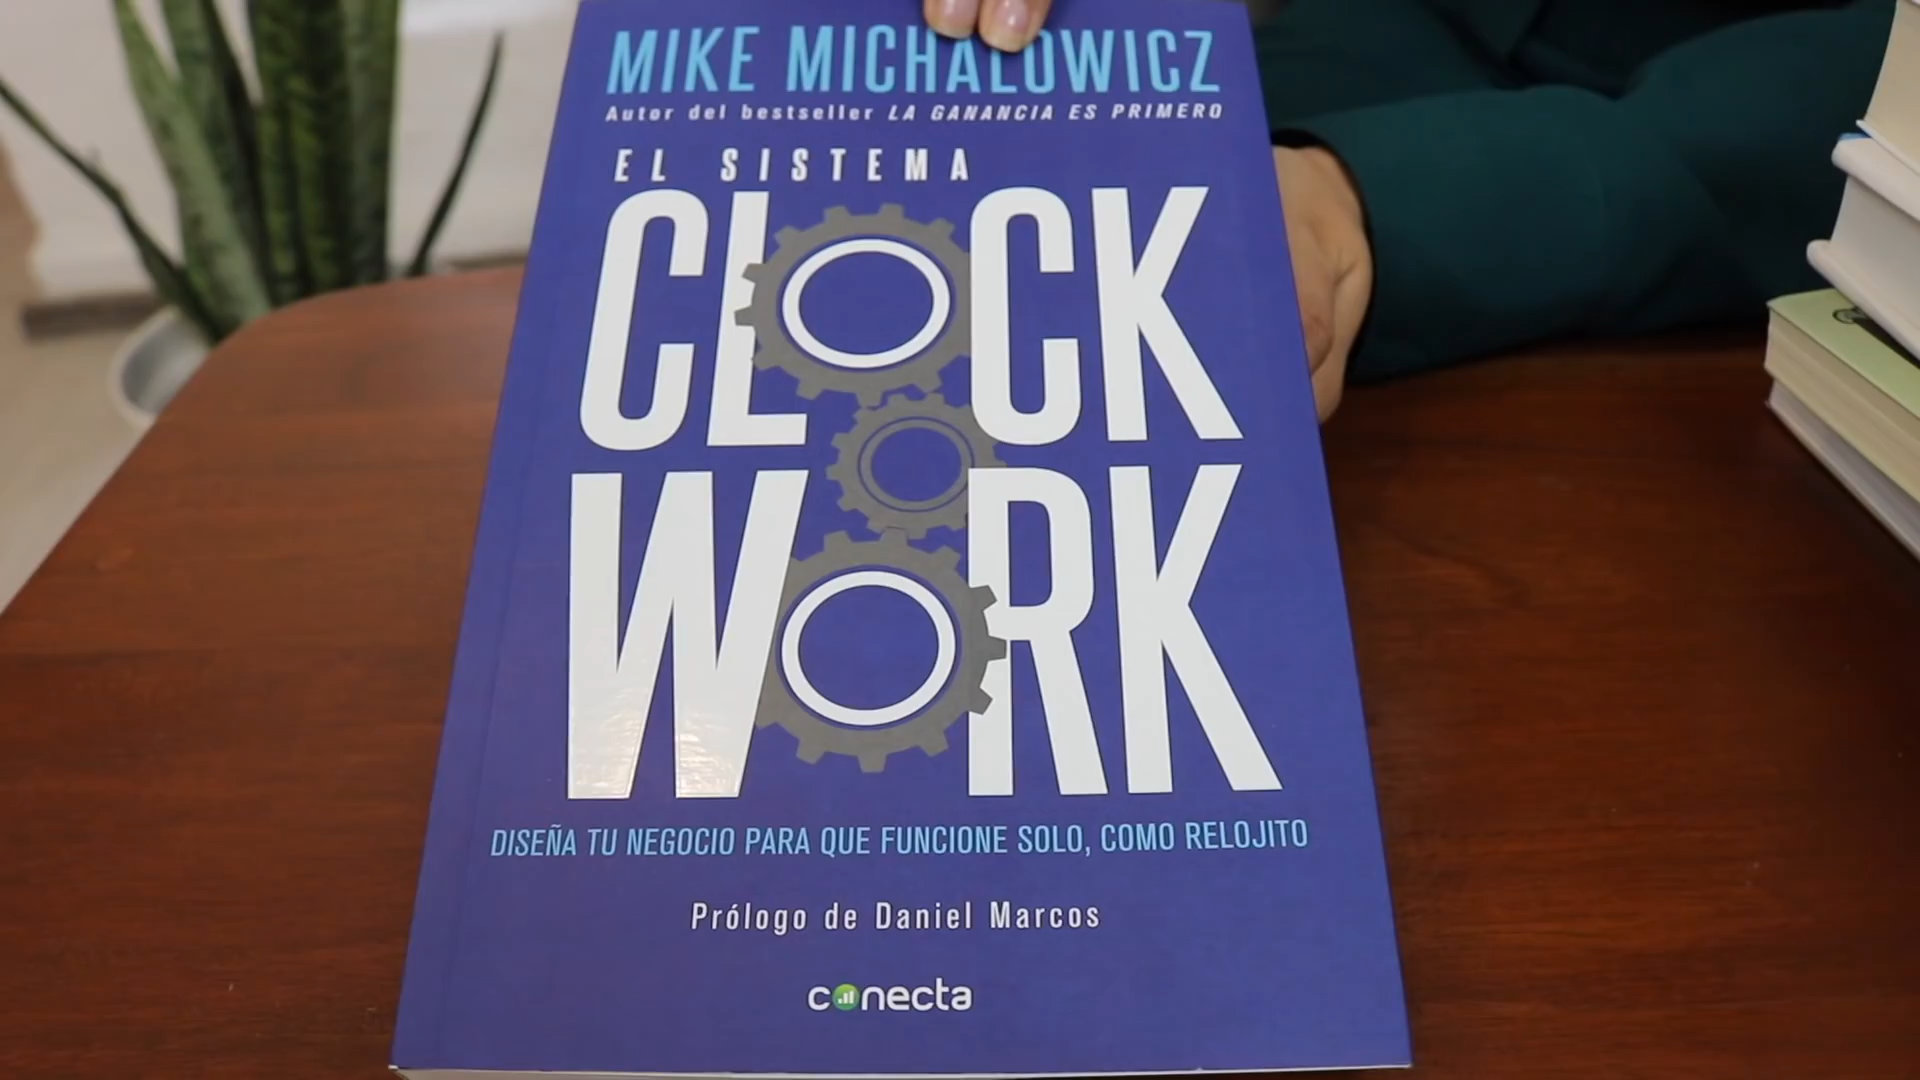 MIKE MICHALOWICZ
Autor del bestseller LA GANANCIA ES PRIMERO
EL SISTEMA
CLOCK
WORK
DISEÑA TU NEGOCIO PARA QUE FUNCIONE SOLO, COMO RELOJITO
Prólogo de Daniel Marcos
conecta